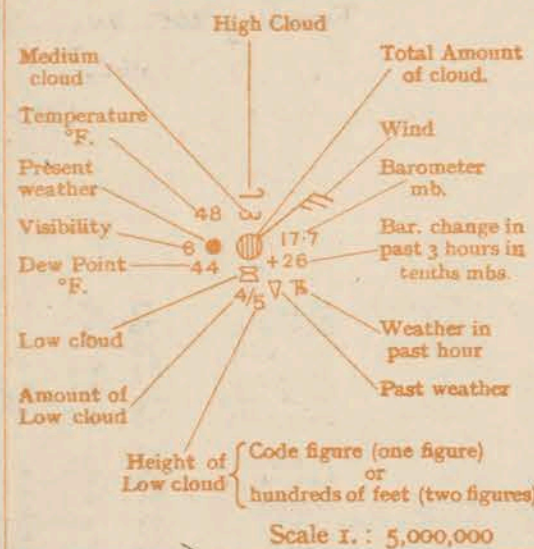 High Cloud
Medium
cloud
Total Amount
of cloud.
Temperature
°F.
Wind
Present
weather
Barometer
mb.
Visibility
Dew Point
°F.
Bar. change in
past 3 hours in
tenths mbs.
48
6
44
17·7
+26
4/5
Low cloud
Weather in
past hour
Amount of
Low cloud
Past weather
Height of
Low cloud
Code figure (one figure)
or
hundreds of feet (two figures)
Scale 1. : 5,000,000